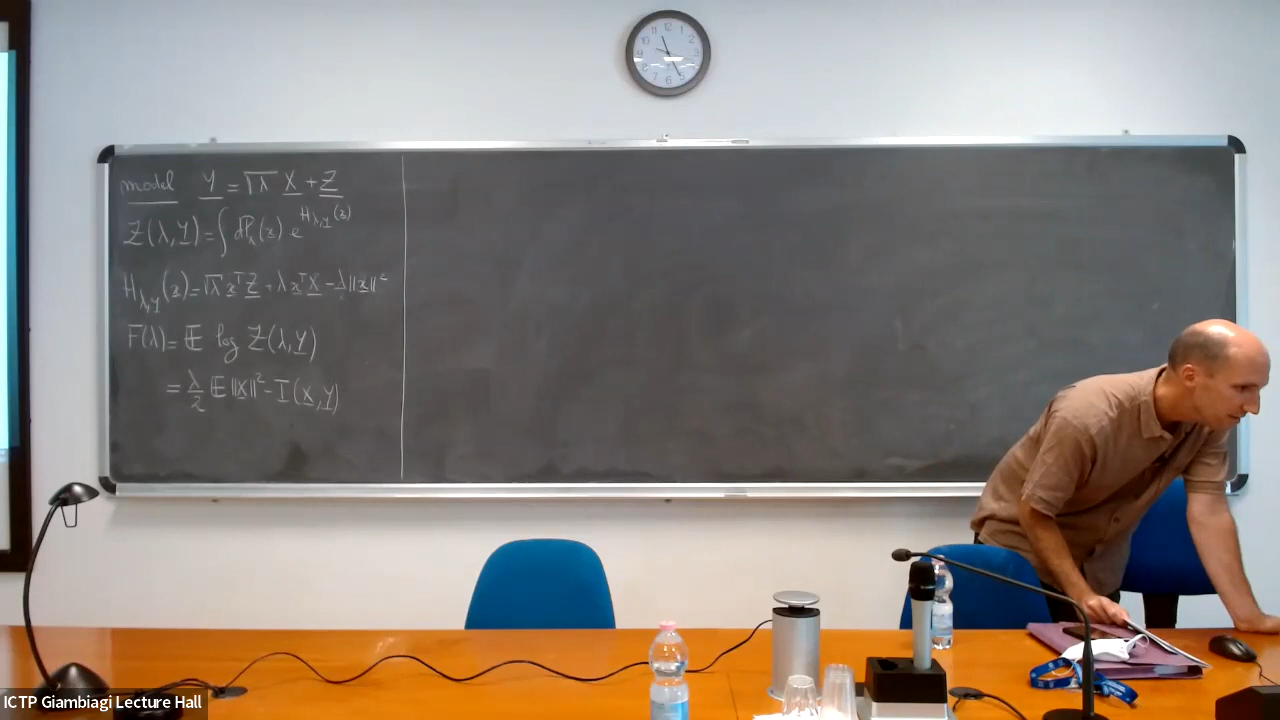 model Y = √λ X + Z
Z(λ,Y) = ∫ dP_X(x) e^{H_{λ,Y}(x)}
H_{λ,Y}(x) = √λ x^T Z + λ x^T X - λ/2 ||x||²
F(λ) = 𝔼 log Z(λ,Y)
= λ/2 𝔼 ||X||² - I(X,Y)
ICTP Giambiagi Lecture Hall